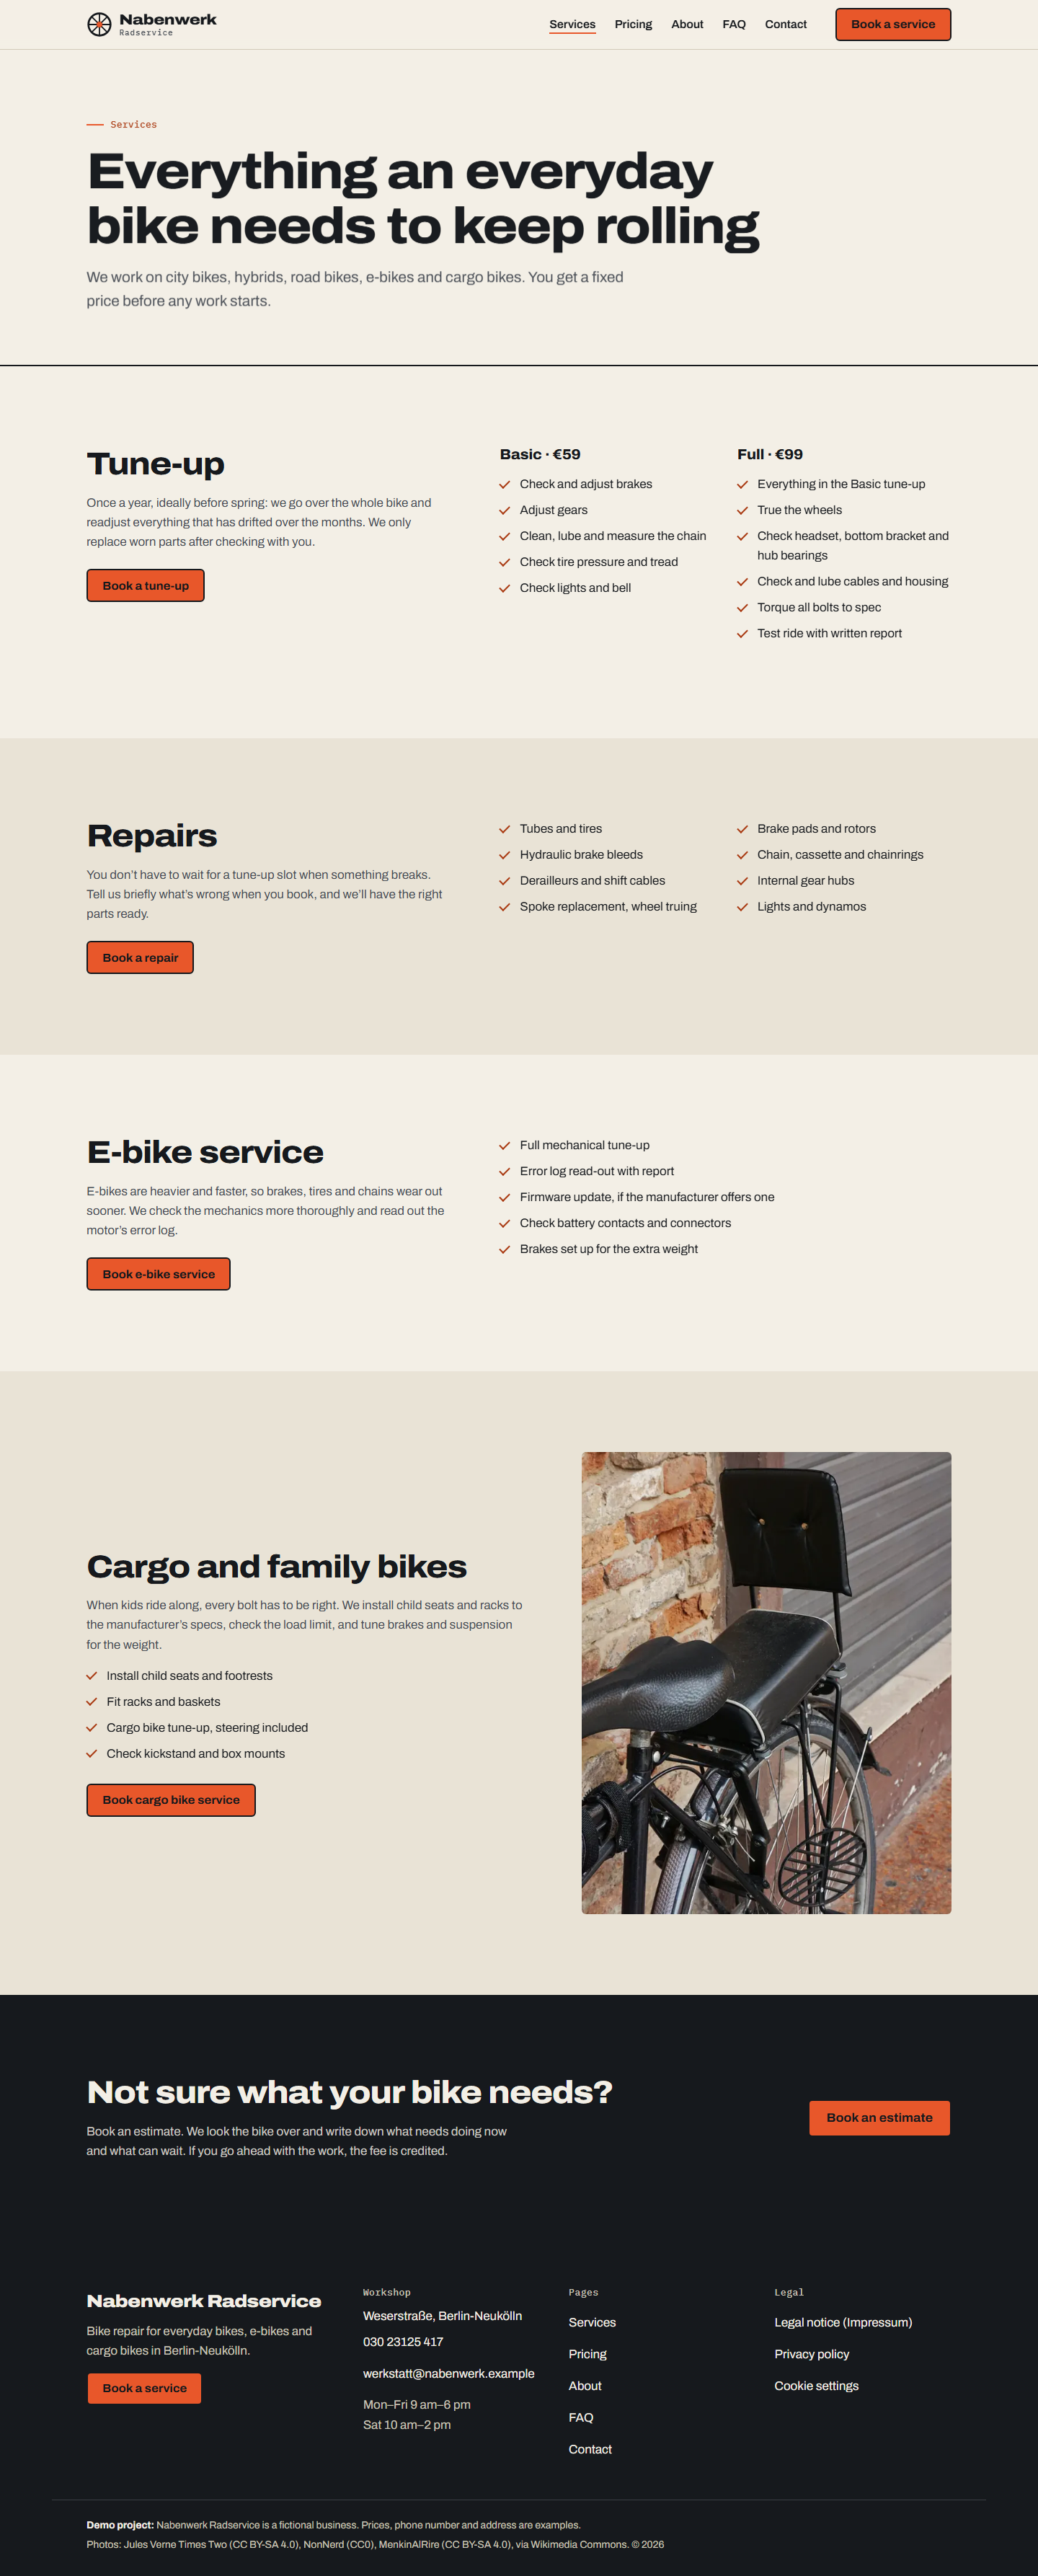 Nabenwerk
Radservice
Services
Pricing
About
FAQ
Contact
Book a service
Services
Everything an everyday
bike needs to keep rolling
We work on city bikes, hybrids, road bikes, e-bikes and cargo bikes. You get a fixed
price before any work starts.
Tune-up
Once a year, ideally before spring: we go over the whole bike and
readjust everything that has drifted over the months. We only
replace worn parts after checking with you.
Book a tune-up
Basic · €59
Check and adjust brakes
Adjust gears
Clean, lube and measure the chain
Check tire pressure and tread
Check lights and bell
Full · €99
Everything in the Basic tune-up
True the wheels
Check headset, bottom bracket and
hub bearings
Check and lube cables and housing
Torque all bolts to spec
Test ride with written report
Repairs
You don’t have to wait for a tune-up slot when something breaks.
Tell us briefly what’s wrong when you book, and we’ll have the right
parts ready.
Book a repair
Tubes and tires
Hydraulic brake bleeds
Derailleurs and shift cables
Spoke replacement, wheel truing
Brake pads and rotors
Chain, cassette and chainrings
Internal gear hubs
Lights and dynamos
E-bike service
E-bikes are heavier and faster, so brakes, tires and chains wear out
sooner. We check the mechanics more thoroughly and read out the
motor’s error log.
Book e-bike service
Full mechanical tune-up
Error log read-out with report
Firmware update, if the manufacturer offers one
Check battery contacts and connectors
Brakes set up for the extra weight
Cargo and family bikes
When kids ride along, every bolt has to be right. We install child seats and racks to
the manufacturer’s specs, check the load limit, and tune brakes and suspension
for the weight.
Install child seats and footrests
Fit racks and baskets
Cargo bike tune-up, steering included
Check kickstand and box mounts
Book cargo bike service
Not sure what your bike needs?
Book an estimate. We look the bike over and write down what needs doing now
and what can wait. If you go ahead with the work, the fee is credited.
Book an estimate
Nabenwerk Radservice
Bike repair for everyday bikes, e-bikes and
cargo bikes in Berlin-Neukölln.
Book a service
Workshop
Weserstraße, Berlin-Neukölln
030 23125 417
werkstatt@nabenwerk.example
Mon–Fri 9 am–6 pm
Sat 10 am–2 pm
Pages
Services
Pricing
About
FAQ
Contact
Legal
Legal notice (Impressum)
Privacy policy
Cookie settings
Demo project: Nabenwerk Radservice is a fictional business. Prices, phone number and address are examples.
Photos: Jules Verne Times Two (CC BY-SA 4.0), NonNerd (CC0), MenkinAlRire (CC BY-SA 4.0), via Wikimedia Commons. © 2026